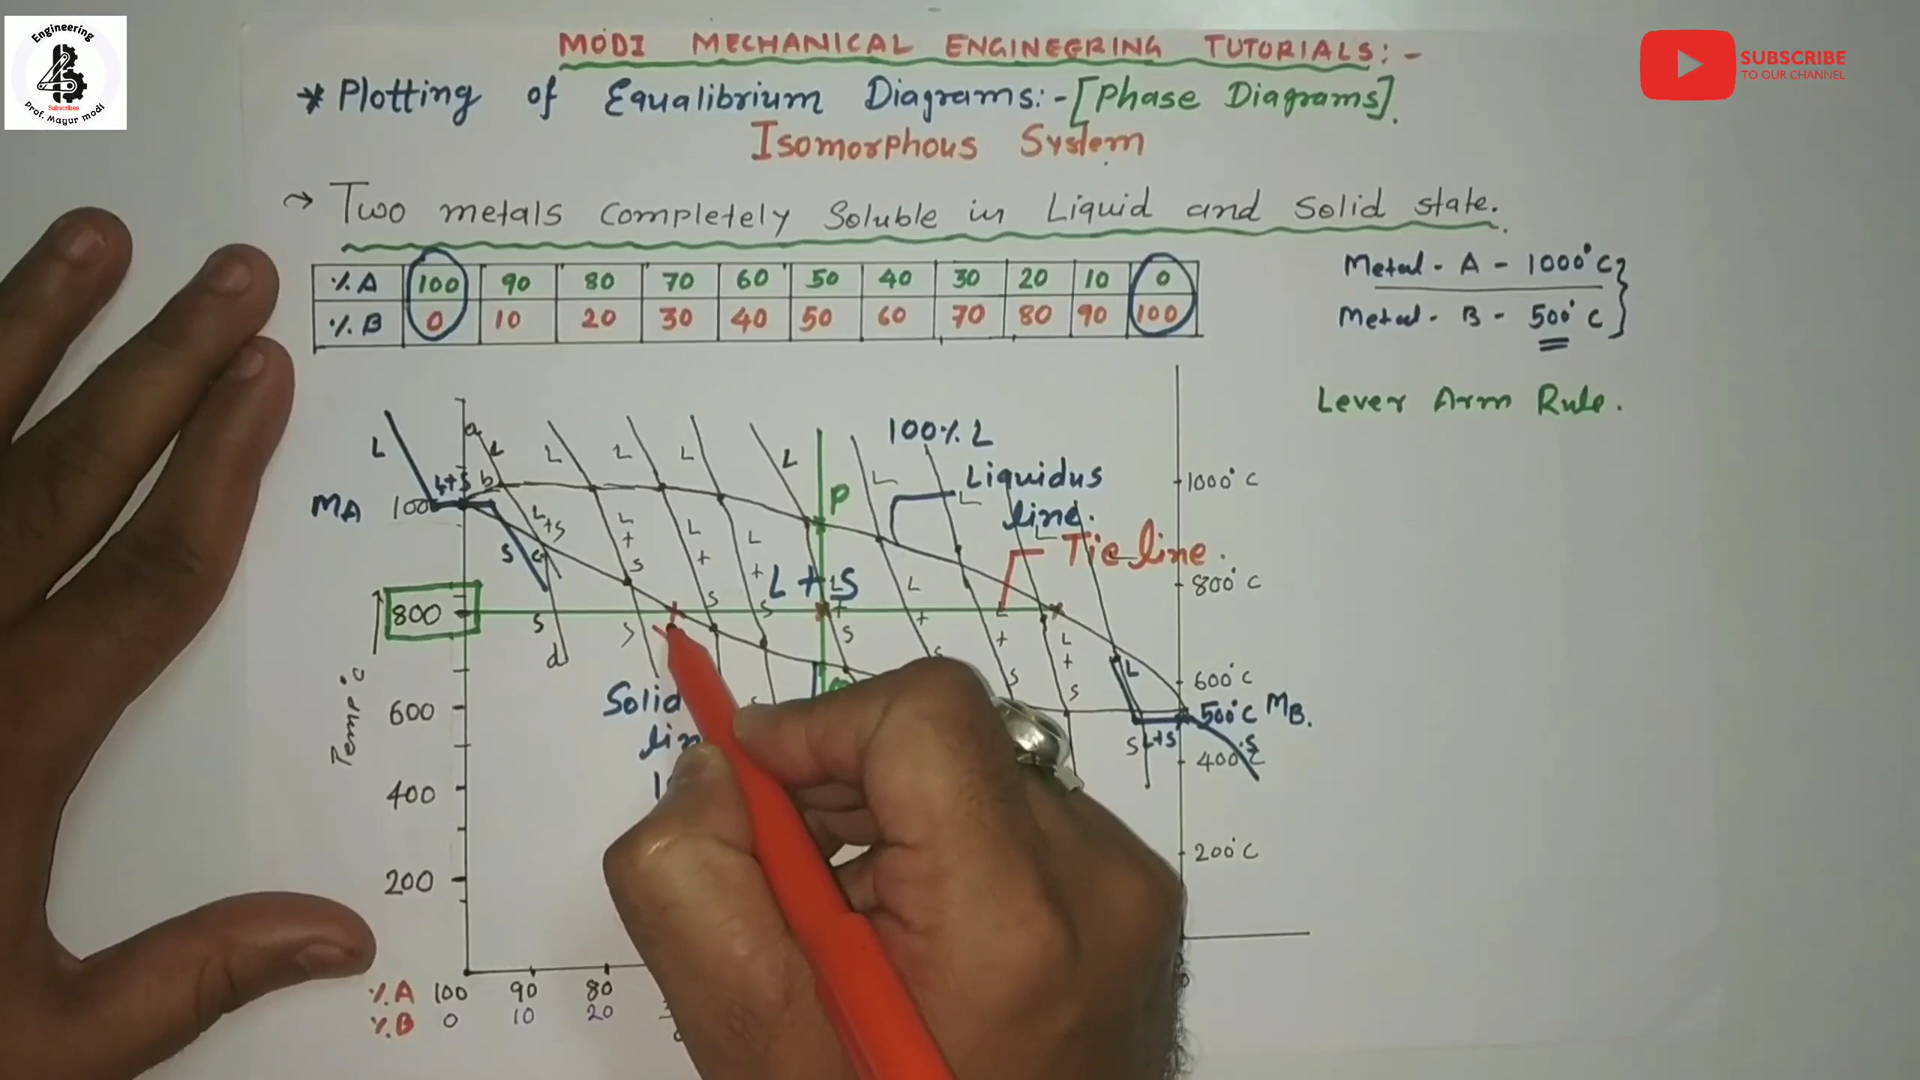 Engineering
Subscribe
Prof. Mayur modi
SUBSCRIBE
TO OUR CHANNEL
MODI MECHANICAL ENGINEERING TUTORIALS:-
* Plotting of Equalibrium Diagrams:-[Phase Diagrams].
Isomorphous System
→ Two metals completely Soluble in Liquid and Solid state.
%A 100 90 80 70 60 50 40 30 20 10 0
%B 0 10 20 30 40 50 60 70 80 90 100
Metal - A - 1000°C
Metal - B - 500°C
Lever Arm Rule.
100% L
Liquidus
line.
Tie line.
a
L
L
L
L
L
L
L
L
L+S
b
P
MA
1000°C
L+S
S
c
L+S
L+S
L+S
L+S
L+S
L+S
L+S
L+S
L+S
800
800°C
S
S
d
Solid
lin
Temp°C
600
600°C
L
500°C MB.
S
L+S
S
400
400°C
200
200°C
%A 100 90 80
%B 0 10 20